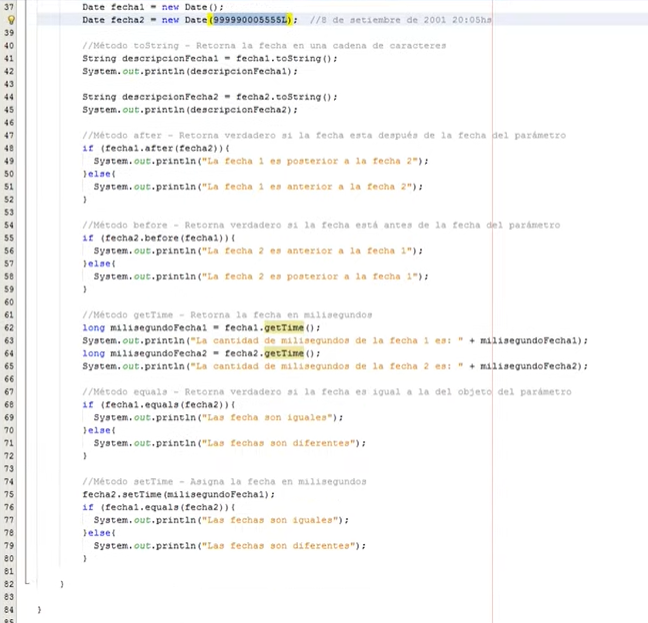 37 Date fecha1 = new Date();
38 Date fecha2 = new Date(999990005555L); //8 de setiembre de 2001 20:05hs
39
40 //Método toString - Retorna la fecha en una cadena de caracteres
41 String descripcionFecha1 = fecha1.toString();
42 System.out.println(descripcionFecha1);
43
44 String descripcionFecha2 = fecha2.toString();
45 System.out.println(descripcionFecha2);
46
47 //Método after - Retorna verdadero si la fecha esta después de la fecha del parámetro
48 if (fecha1.after(fecha2)){
49 System.out.println("La fecha 1 es posterior a la fecha 2");
50 }else{
51 System.out.println("La fecha 1 es anterior a la fecha 2");
52 }
53
54 //Método before - Retorna verdadero si la fecha está antes de la fecha del parámetro
55 if (fecha2.before(fecha1)){
56 System.out.println("La fecha 2 es anterior a la fecha 1");
57 }else{
58 System.out.println("La fecha 2 es posterior a la fecha 1");
59 }
60
61 //Método getTime - Retorna la fecha en milisegundos
62 long milisegundoFecha1 = fecha1.getTime();
63 System.out.println("La cantidad de milisegundos de la fecha 1 es: " + milisegundoFecha1);
64 long milisegundoFecha2 = fecha2.getTime();
65 System.out.println("La cantidad de milisegundos de la fecha 2 es: " + milisegundoFecha2);
66
67 //Método equals - Retorna verdadero si la fecha es igual a la del objeto del parámetro
68 if (fecha1.equals(fecha2)){
69 System.out.println("Las fecha son iguales");
70 }else{
71 System.out.println("Las fechas son diferentes");
72 }
73
74 //Método setTime - Asigna la fecha en milisegundos
75 fecha2.setTime(milisegundoFecha1);
76 if (fecha1.equals(fecha2)){
77 System.out.println("Las fechas son iguales");
78 }else{
79 System.out.println("Las fechas son diferentes");
80 }
81
82 }
83
84 }